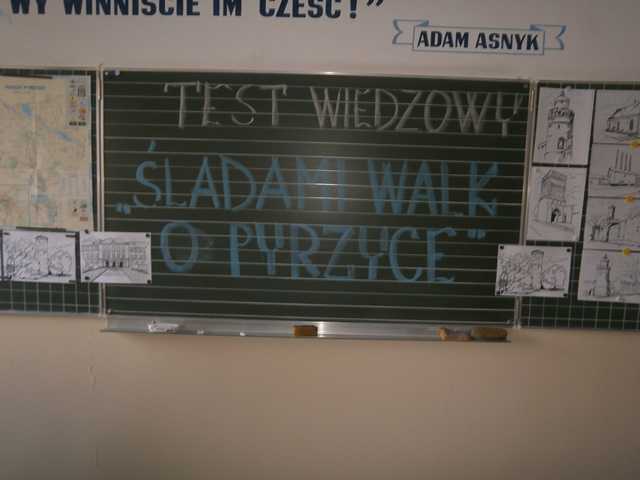 WY WINNIŚCIE IM CZEŚĆ!”
ADAM ASNYK
TEST WIEDZOWY
„ŚLADAMI WALK
O PYRZYCE”